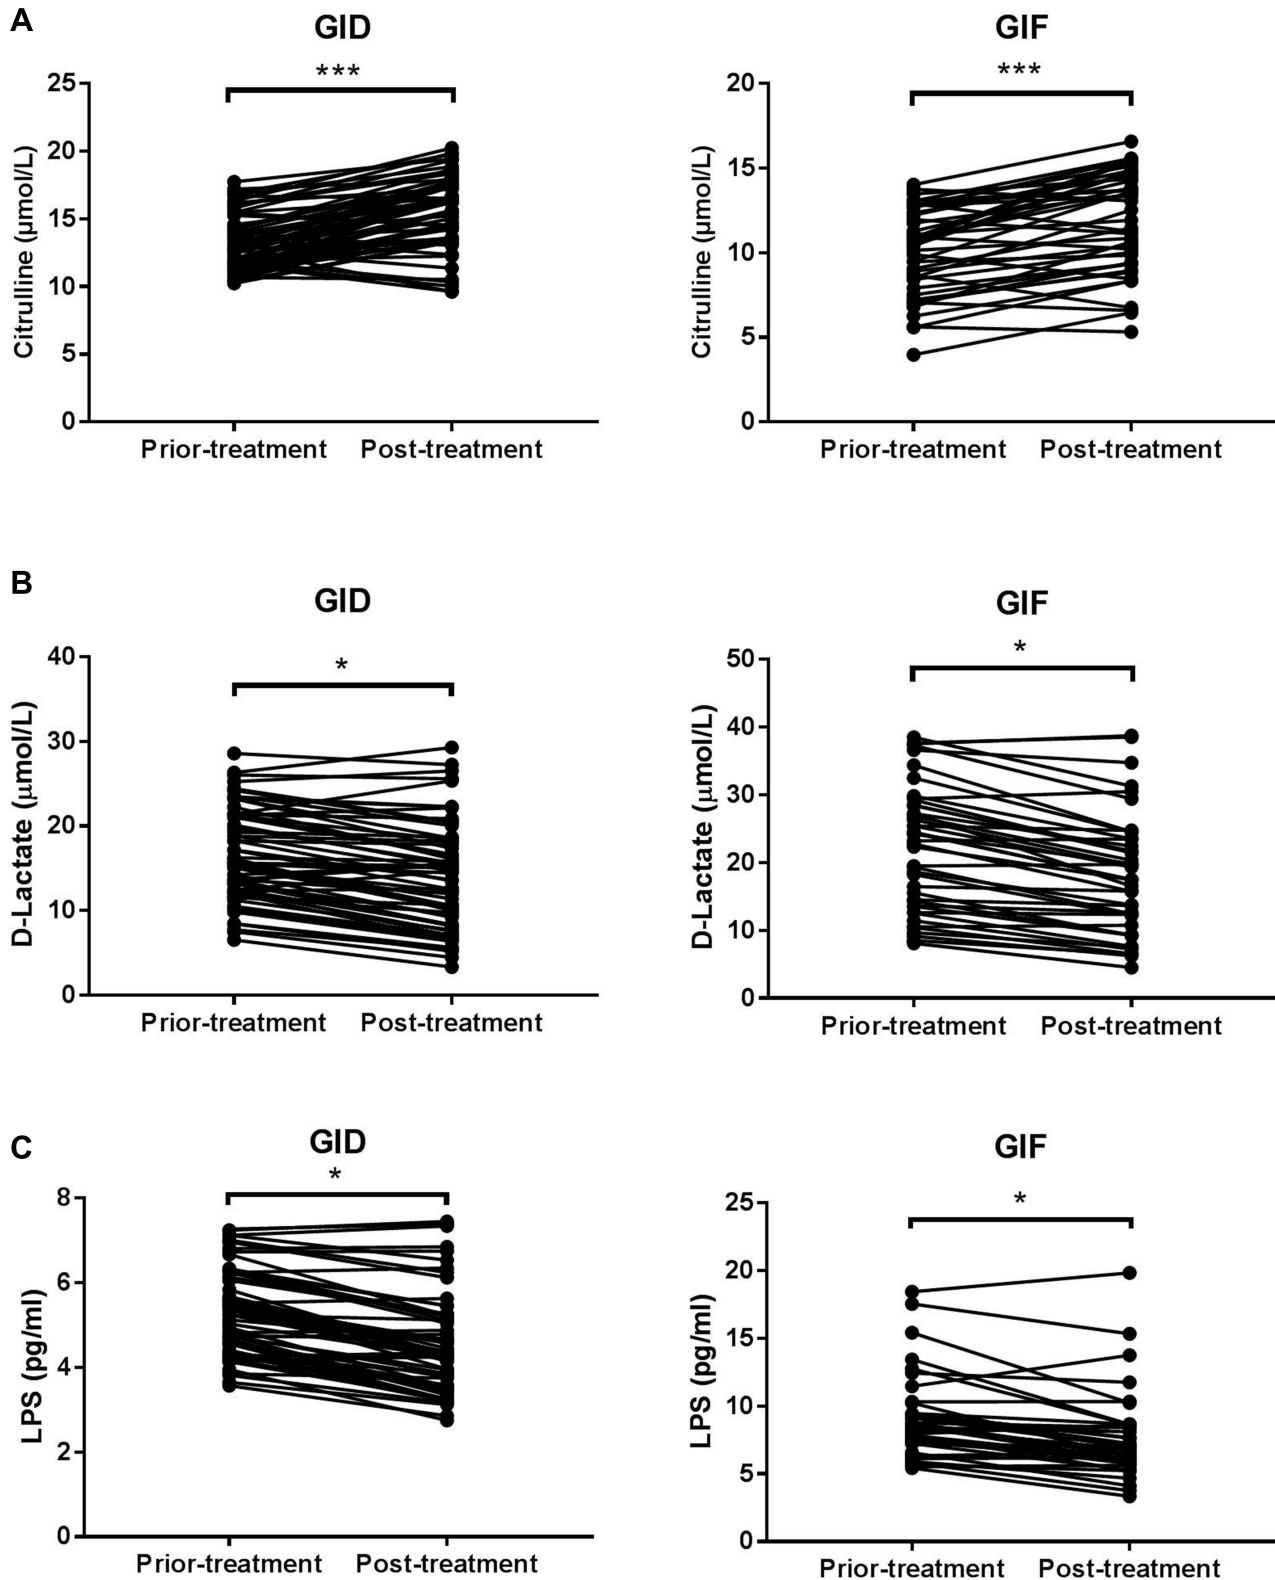 A
GID
GIF
***
***
25
20
15
10
5
0
Citrulline (µmol/L)
Prior-treatment Post-treatment
20
15
10
5
0
Citrulline (µmol/L)
Prior-treatment Post-treatment
B
GID
GIF
*
*
40
30
20
10
0
D-Lactate (µmol/L)
Prior-treatment Post-treatment
50
40
30
20
10
0
D-Lactate (µmol/L)
Prior-treatment Post-treatment
C
GID
GIF
*
*
8
6
4
2
0
LPS (pg/ml)
Prior-treatment Post-treatment
25
20
15
10
5
0
LPS (pg/ml)
Prior-treatment Post-treatment